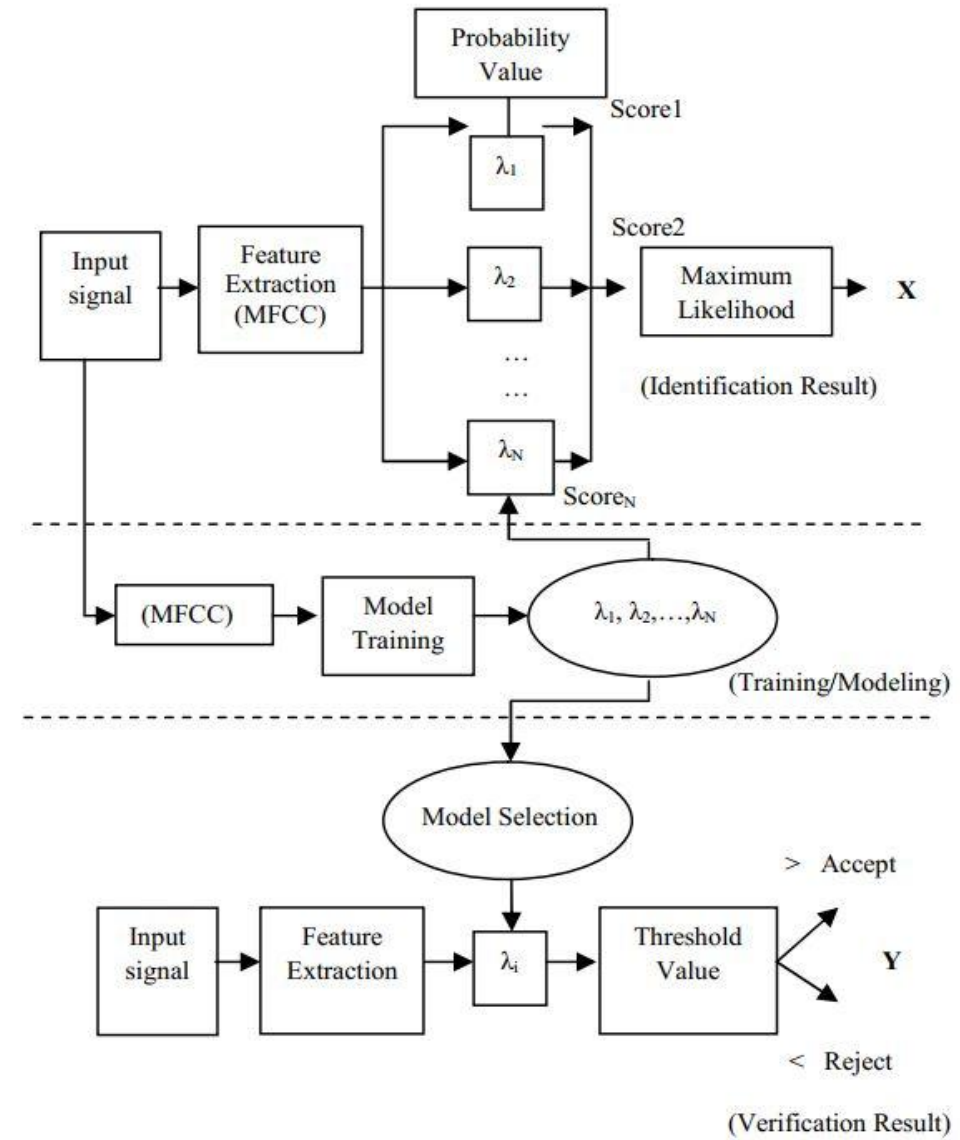 Probability
Value
Score1
λ₁
Score2
Input
signal
Feature
Extraction
(MFCC)
λ₂
Maximum
Likelihood
X
…
…
(Identification Result)
λN
ScoreN
(MFCC)
Model
Training
λ₁, λ₂,…,λN
(Training/Modeling)
Model Selection
> Accept
Input
signal
Feature
Extraction
λi
Threshold
Value
Y
< Reject
(Verification Result)